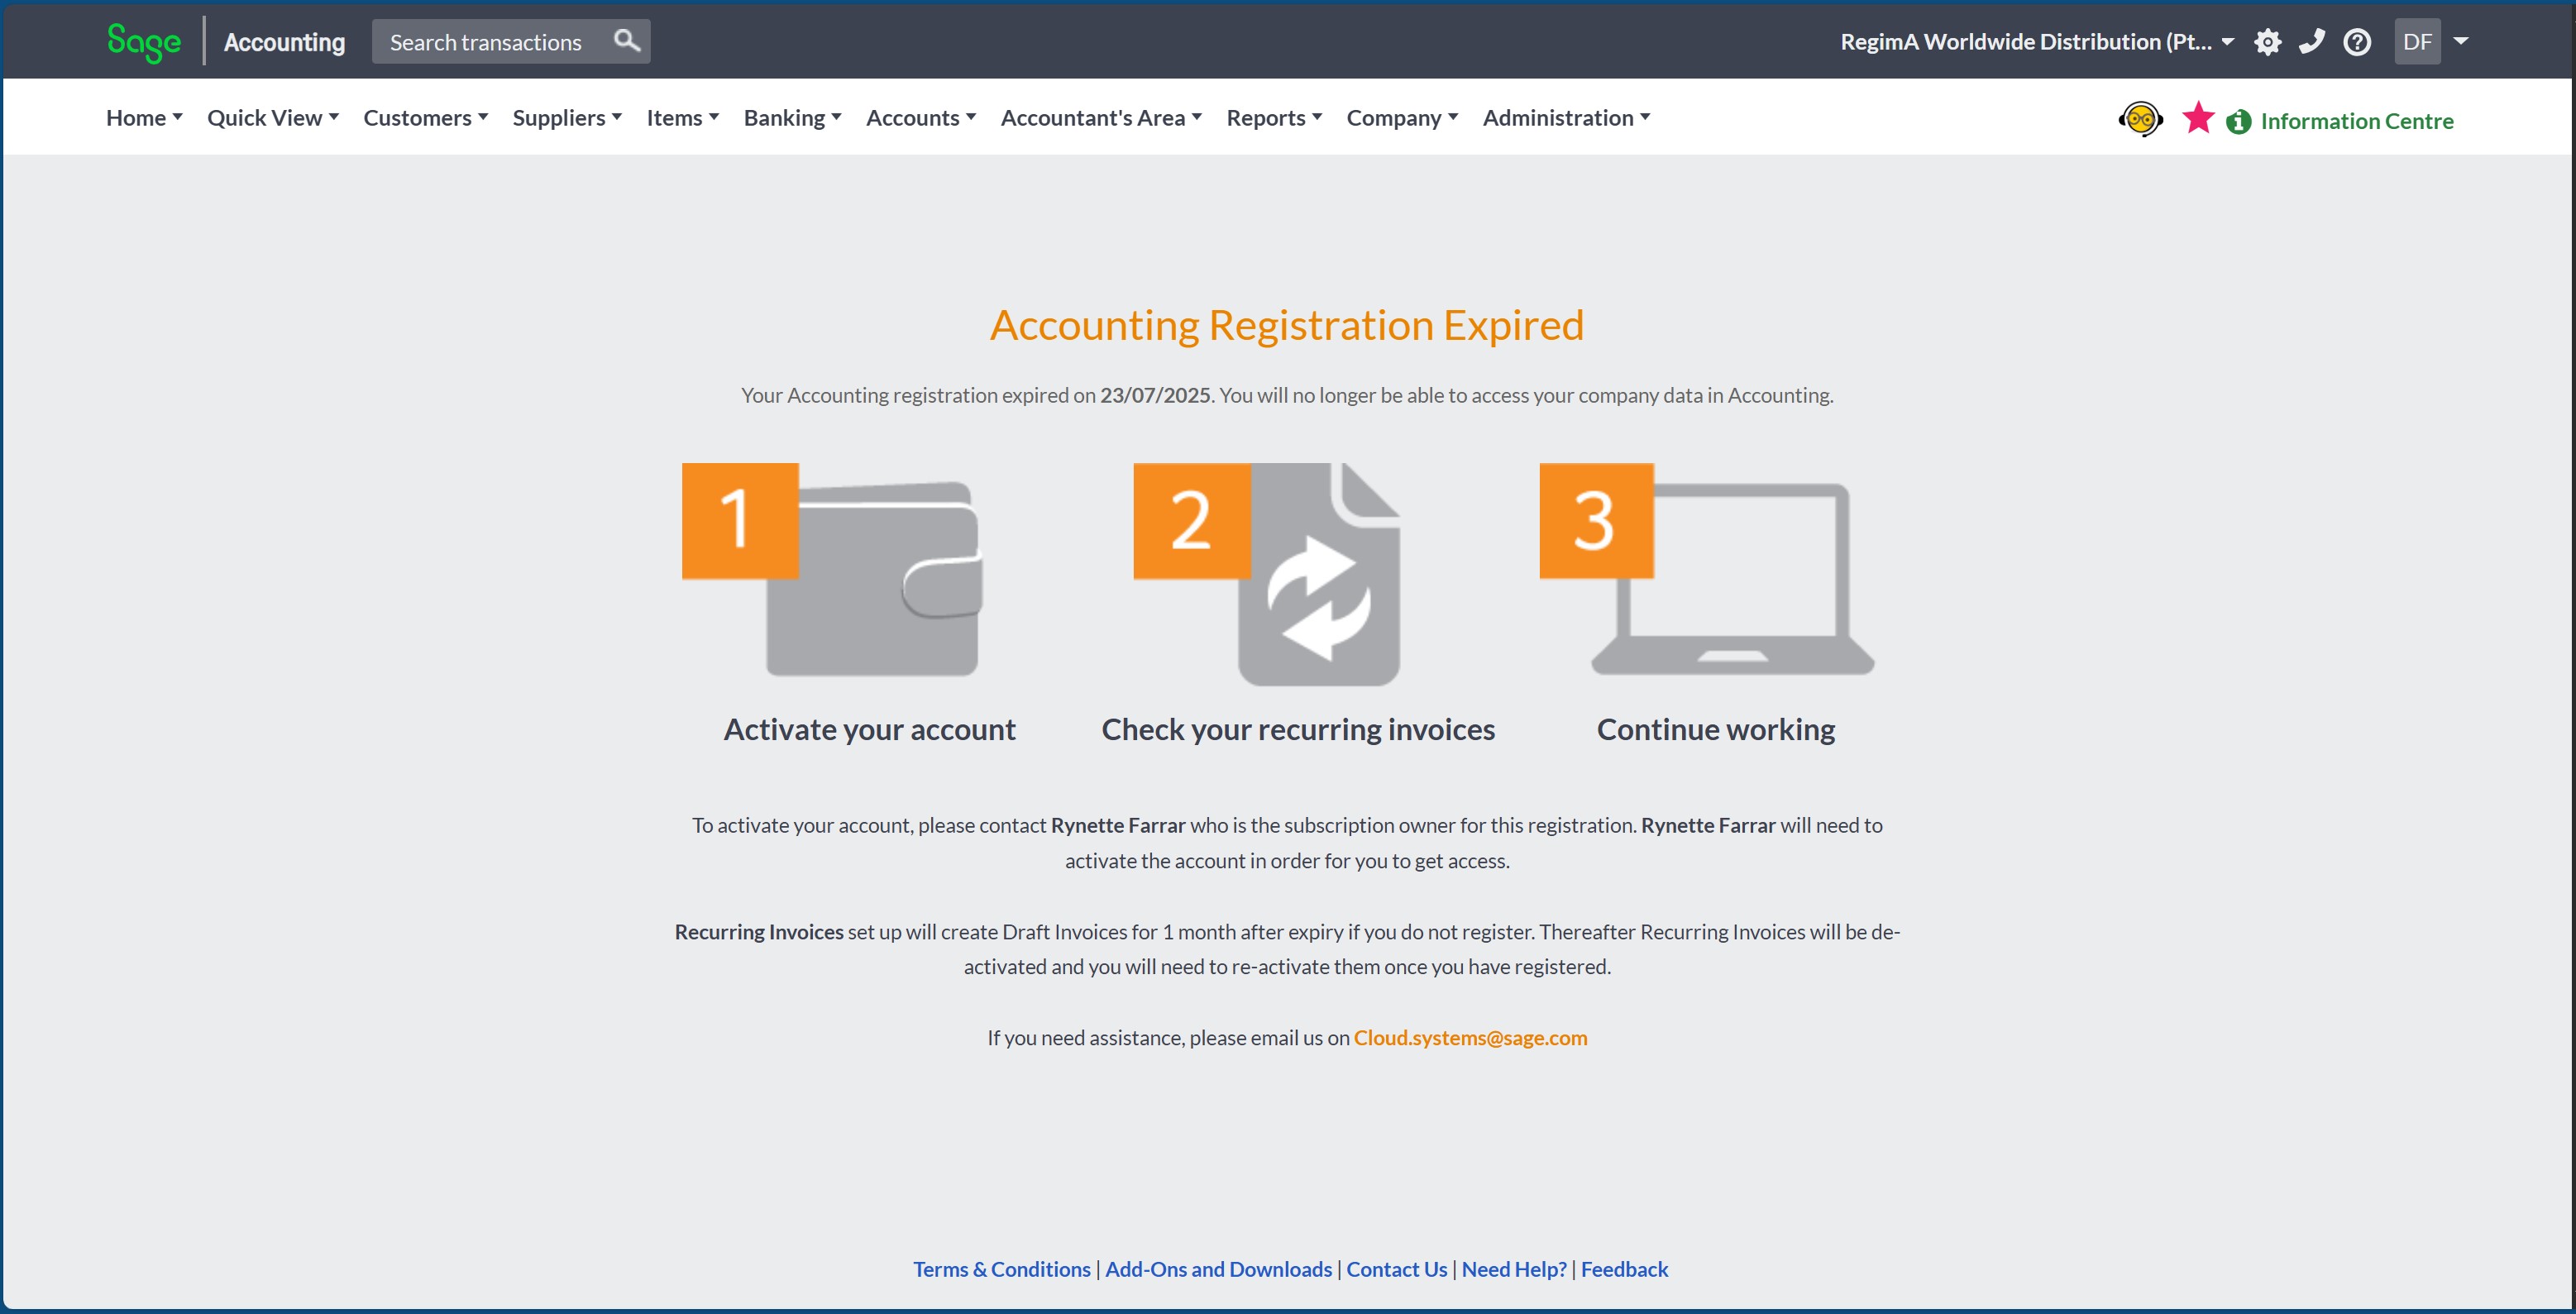 Sage Accounting Search transactions RegimA Worldwide Distribution (Pt... DF
Home Quick View Customers Suppliers Items Banking Accounts Accountant's Area Reports Company Administration Information Centre
Accounting Registration Expired
Your Accounting registration expired on 23/07/2025. You will no longer be able to access your company data in Accounting.
1 2 3
Activate your account Check your recurring invoices Continue working
To activate your account, please contact Rynette Farrar who is the subscription owner for this registration. Rynette Farrar will need to
activate the account in order for you to get access.
Recurring Invoices set up will create Draft Invoices for 1 month after expiry if you do not register. Thereafter Recurring Invoices will be de-
activated and you will need to re-activate them once you have registered.
If you need assistance, please email us on Cloud.systems@sage.com
Terms & Conditions | Add-Ons and Downloads | Contact Us | Need Help? | Feedback